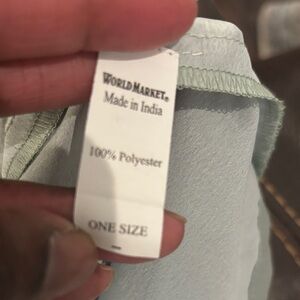 WORLD MARKET®
Made in India
100% Polyester
ONE SIZE